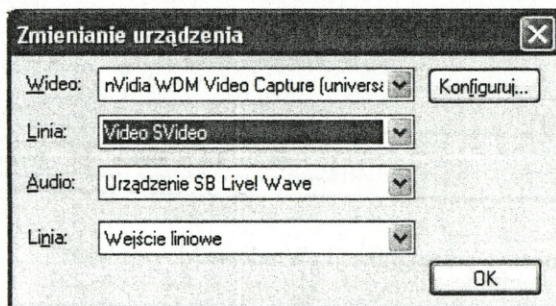 Zmienianie urządzenia
Wideo: nVidia WDM Video Capture (universa Konfiguruj...
Linia: Video SVideo
Audio: Urządzenie SB Live! Wave
Linia: Wejście liniowe
OK